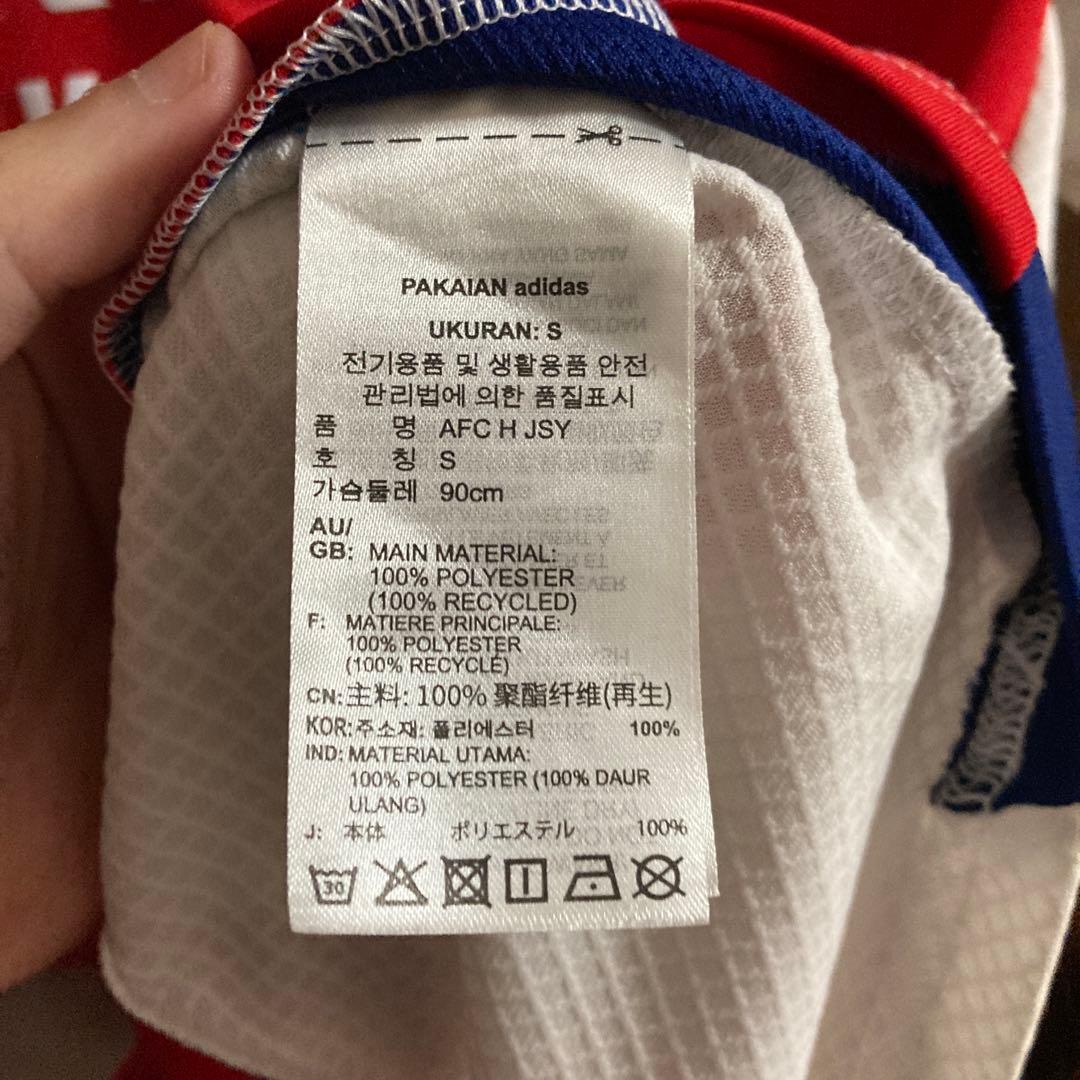 PAKAIAN adidas
UKURAN: S
전기용품 및 생활용품 안전
관리법에 의한 품질표시
품 명 AFC H JSY
호 칭 S
가슴둘레 90cm
AU/
GB: MAIN MATERIAL:
100% POLYESTER
(100% RECYCLED)
F: MATIERE PRINCIPALE:
100% POLYESTER
(100% RECYCLÉ)
CN: 主料: 100% 聚酯纤维(再生)
KOR: 주소재: 폴리에스터 100%
IND: MATERIAL UTAMA:
100% POLYESTER (100% DAUR
ULANG)
J: 本体 ポリエステル 100%
30